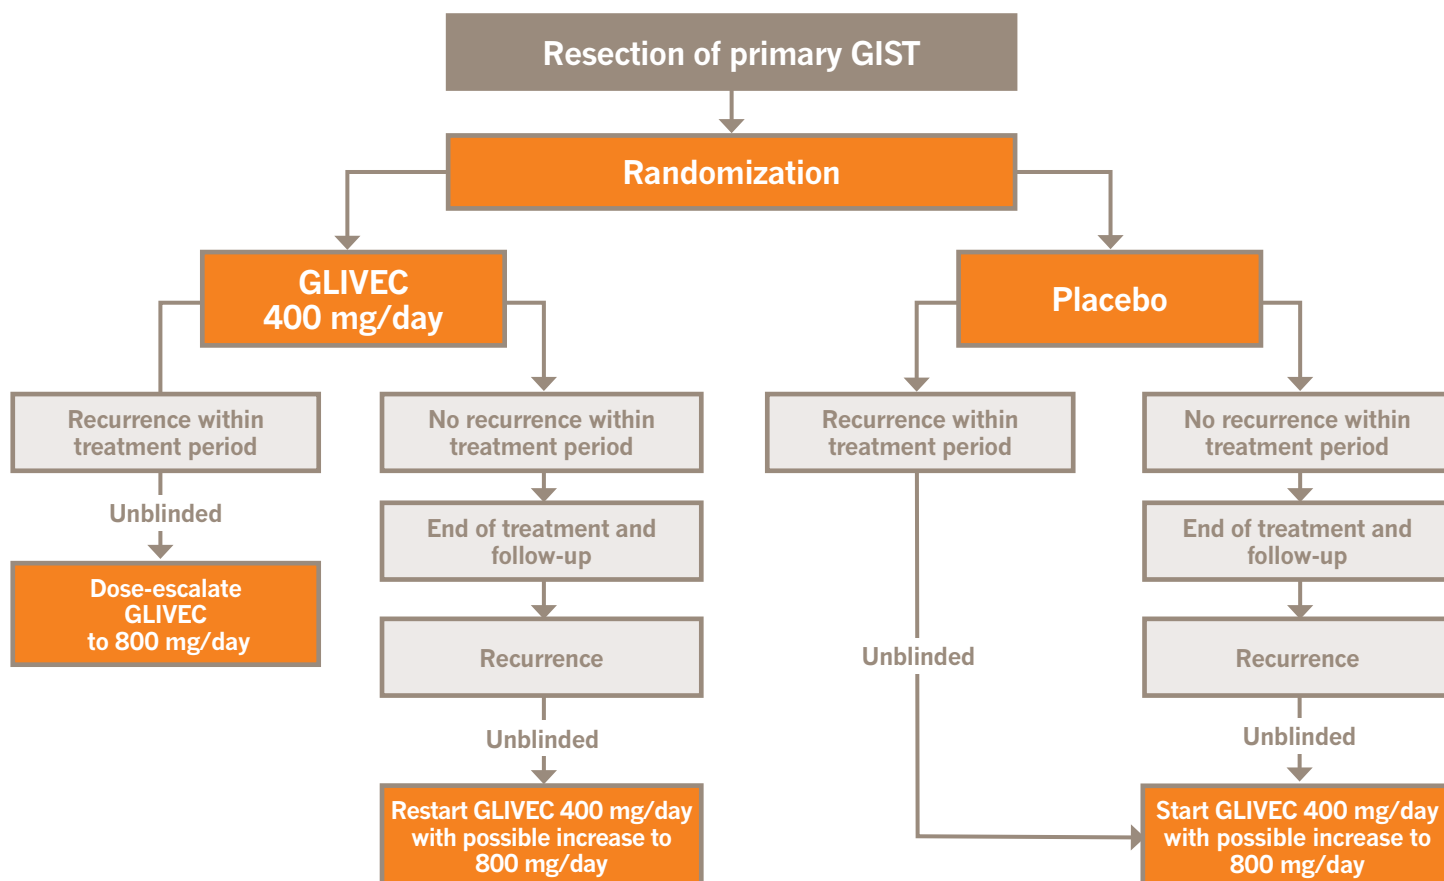 Resection of primary GIST
Randomization
GLIVEC
400 mg/day
Placebo
Recurrence within
treatment period
No recurrence within
treatment period
Recurrence within
treatment period
No recurrence within
treatment period
Unblinded
End of treatment and
follow-up
End of treatment and
follow-up
Dose-escalate
GLIVEC
to 800 mg/day
Recurrence
Unblinded
Recurrence
Unblinded
Unblinded
Restart GLIVEC 400 mg/day
with possible increase to
800 mg/day
Start GLIVEC 400 mg/day
with possible increase to
800 mg/day